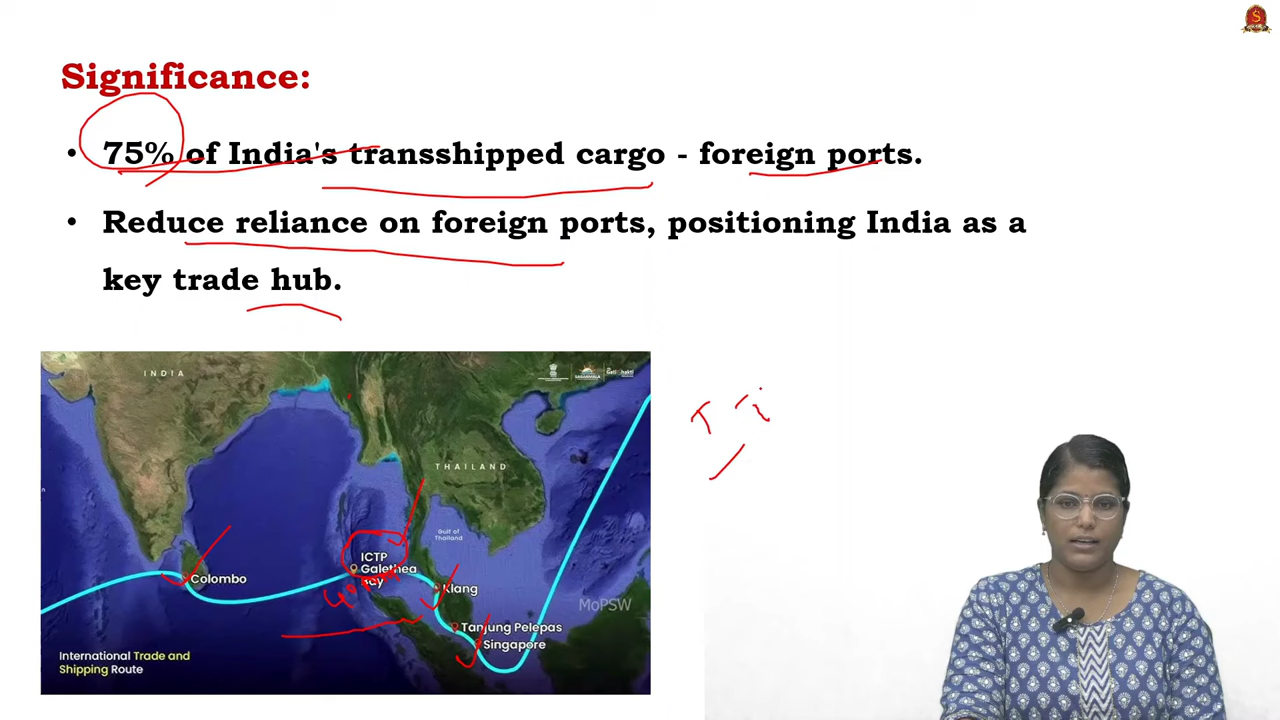 Significance:
• 75% of India's transshipped cargo - foreign ports.
• Reduce reliance on foreign ports, positioning India as a
key trade hub.
INDIA
THAILAND
Gulf of
Thailand
ICTP
Galethea
Bay
Colombo
Klang
MoPSW
Tanjung Pelepas
Singapore
International Trade and
Shipping Route